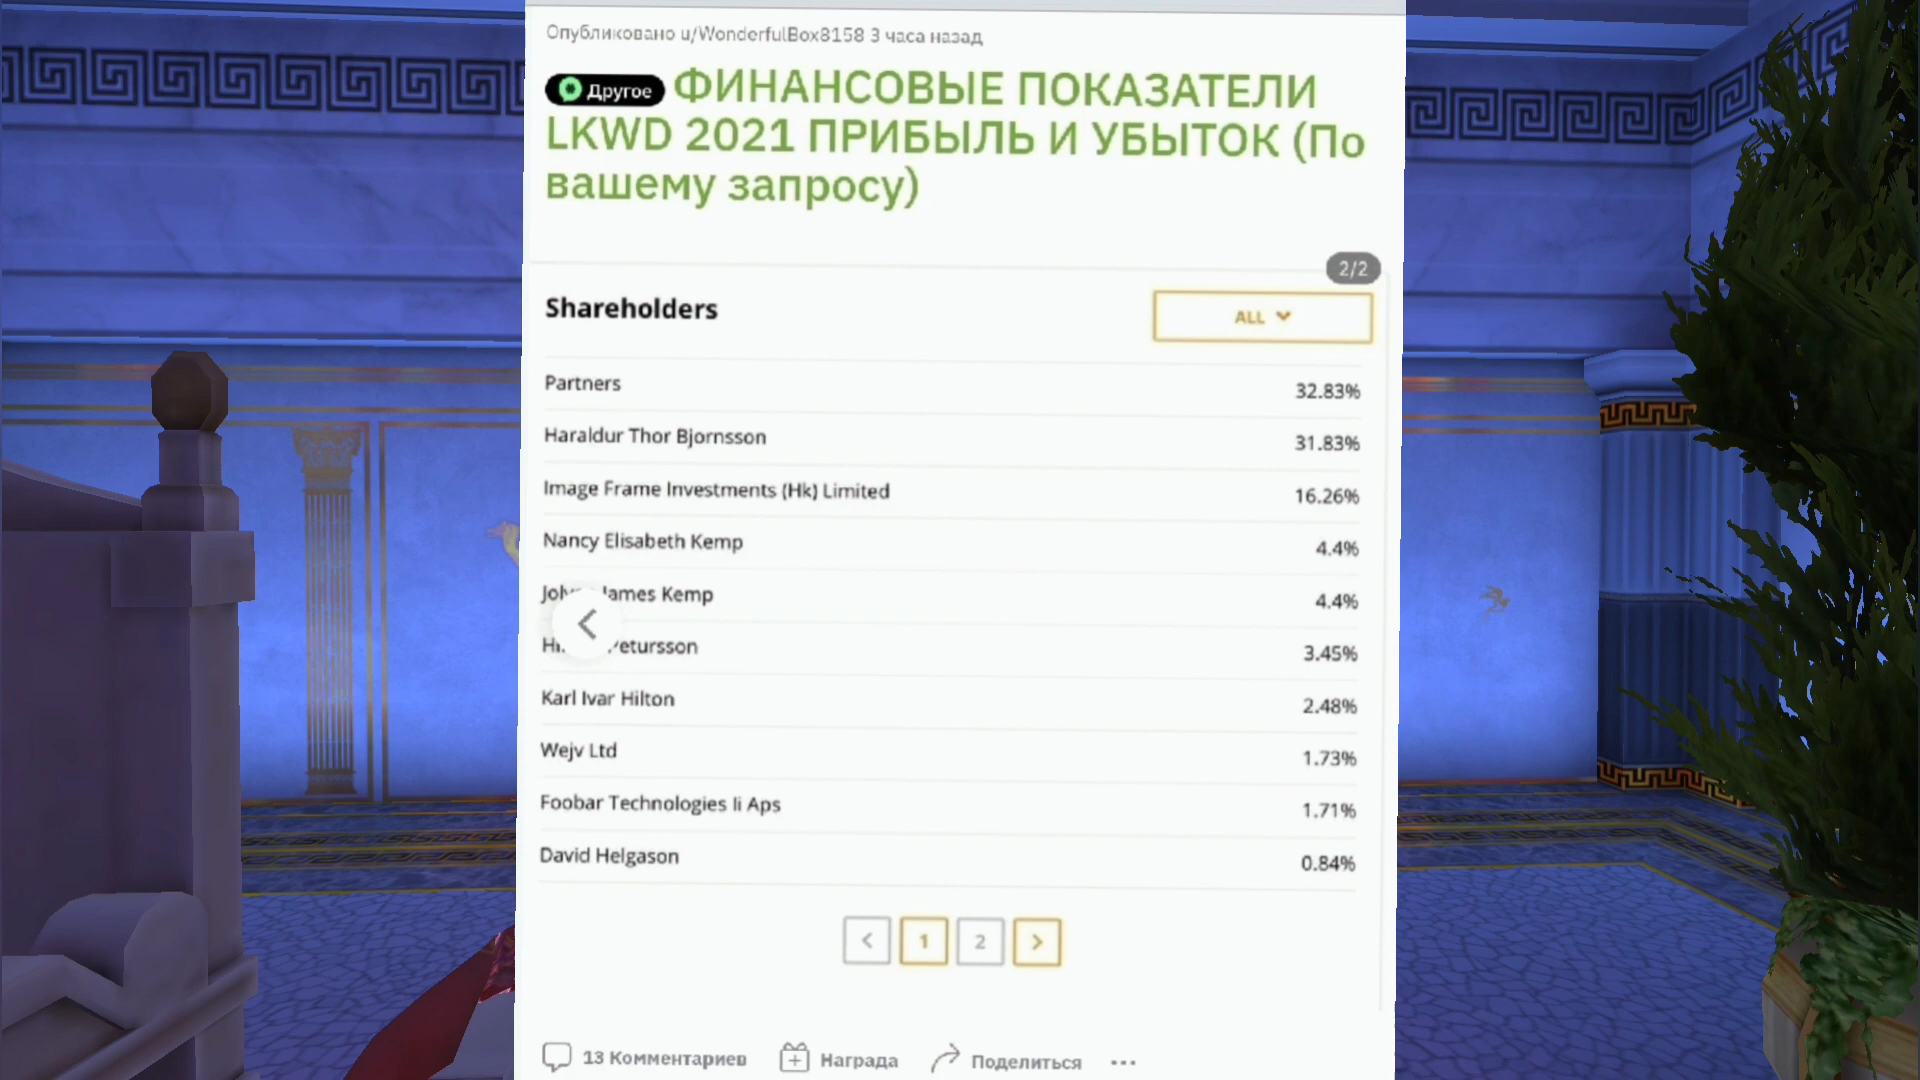 Опубликовано u/WonderfulBox8158 3 часа назад
Другое ФИНАНСОВЫЕ ПОКАЗАТЕЛИ
LKWD 2021 ПРИБЫЛЬ И УБЫТОК (По
вашему запросу)
2/2
Shareholders
ALL
Partners 32.83%
Haraldur Thor Bjornsson 31.83%
Image Frame Investments (Hk) Limited 16.26%
Nancy Elisabeth Kemp 4.4%
James Kemp 4.4%
3.45%
Karl Ivar Hilton 2.48%
Wejv Ltd 1.73%
Foobar Technologies Ii Aps 1.71%
David Helgason 0.84%
1 2
13 Комментариев Награда Поделиться